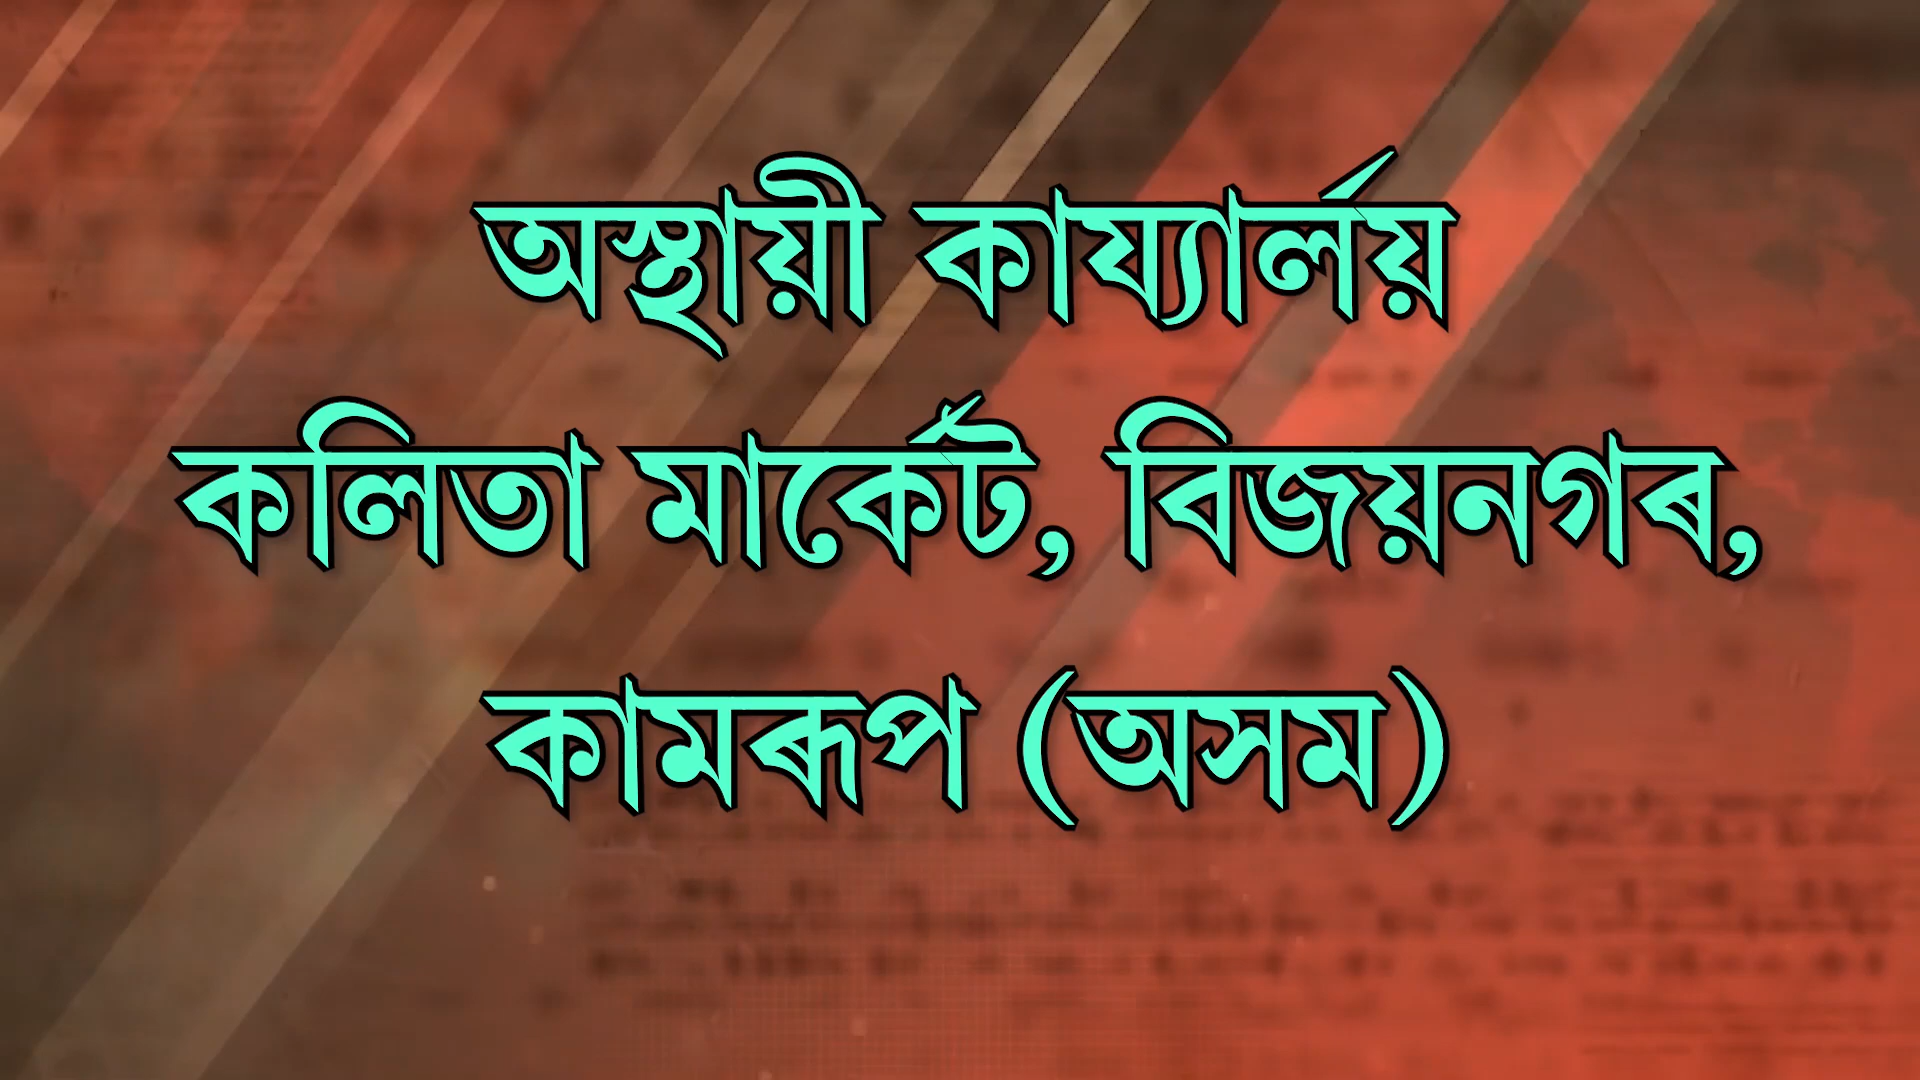 অস্থায়ী কায্যাৰ্লয়
কলিতা মাৰ্কেট, বিজয়নগৰ,
কামৰূপ (অসম)